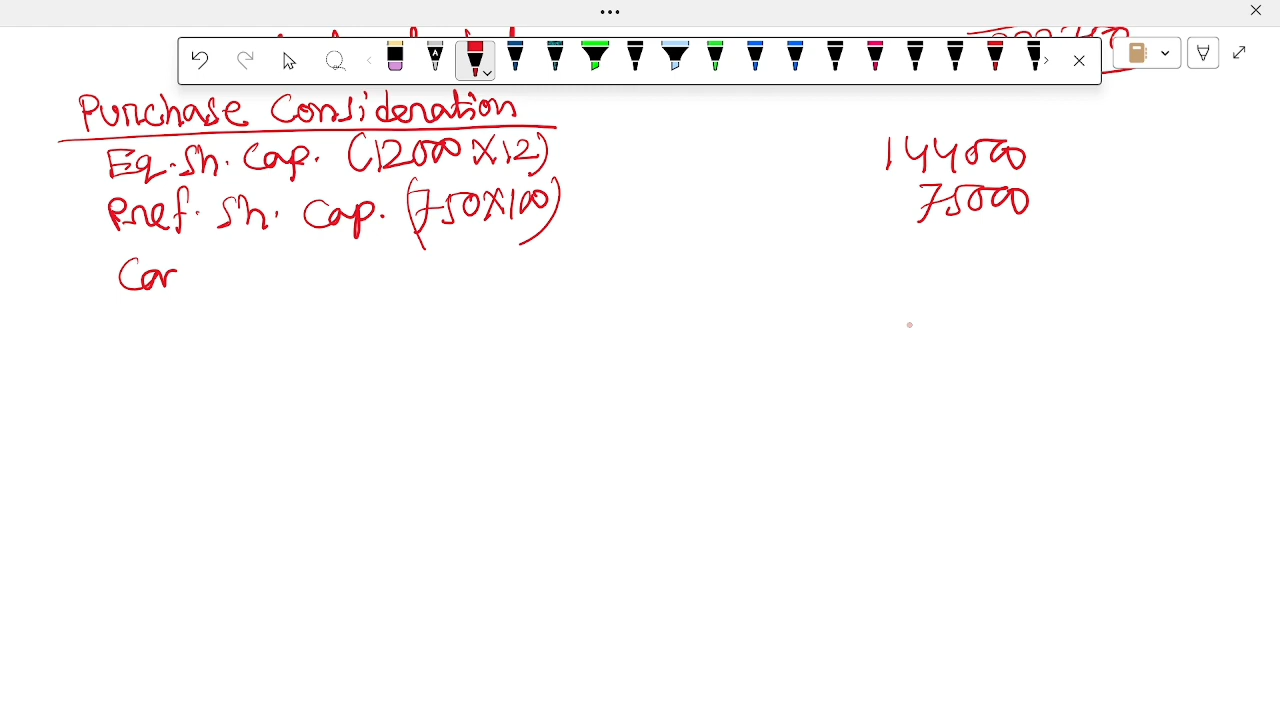 Purchase Consideration
Eq. Sh. Cap. (12000 X 12) 144000
Pref. Sh. Cap. (750 X 100) 75000
Car